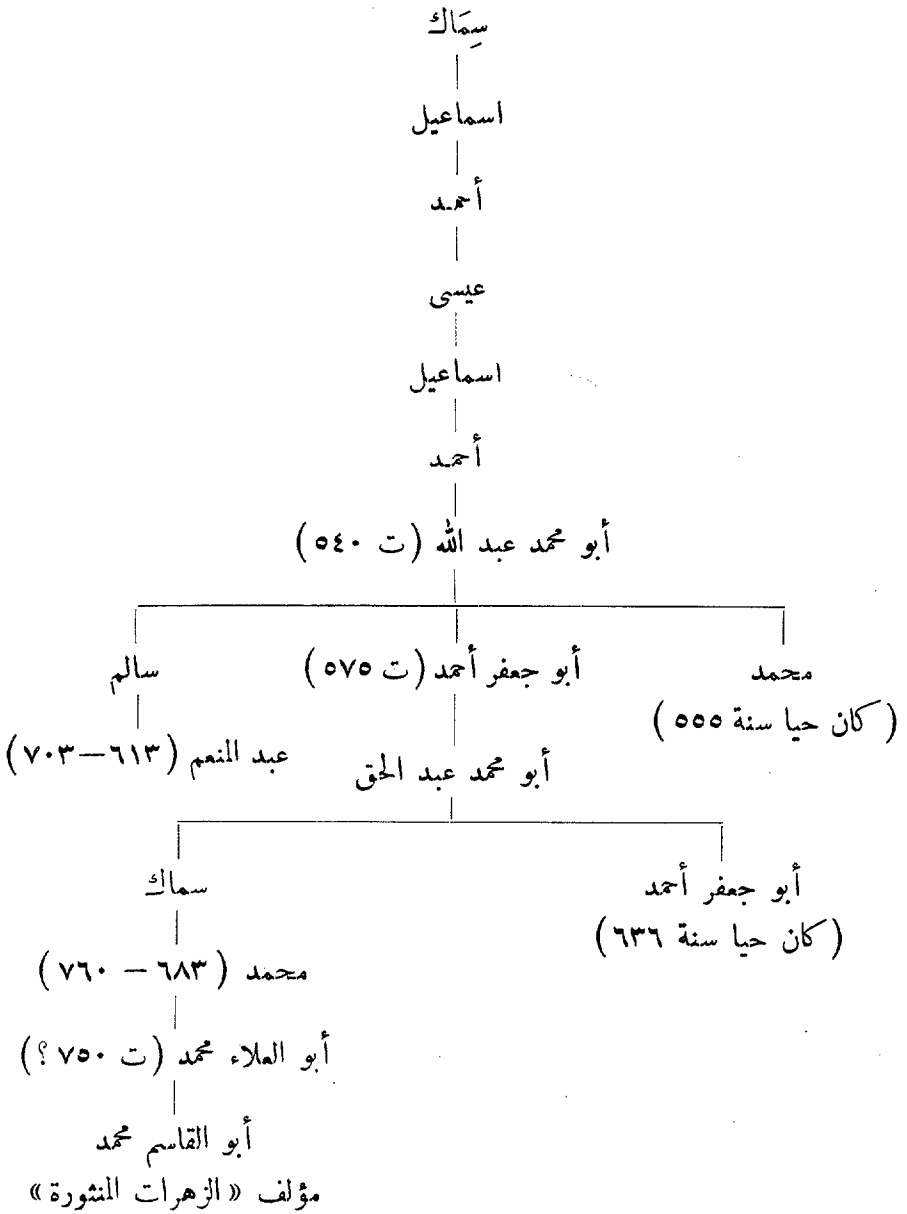 سِمَاك
اسماعيل
أحمد
عيسى
اسماعيل
أحمد
أبو محمد عبد الله (ت ٥٤٠)
محمد
(كان حيا سنة ٥٥٥)
أبو جعفر أحمد (ت ٥٧٥)
سالم
عبد المنعم (٦١٣–٧٠٣)
أبو محمد عبد الحق
أبو جعفر أحمد
(كان حيا سنة ٦٣٦)
سماك
محمد (٦٨٣ – ٧٦٠)
أبو العلاء محمد (ت ٧٥٠ ؟)
أبو القاسم محمد
مؤلف «الزهرات المنثورة»